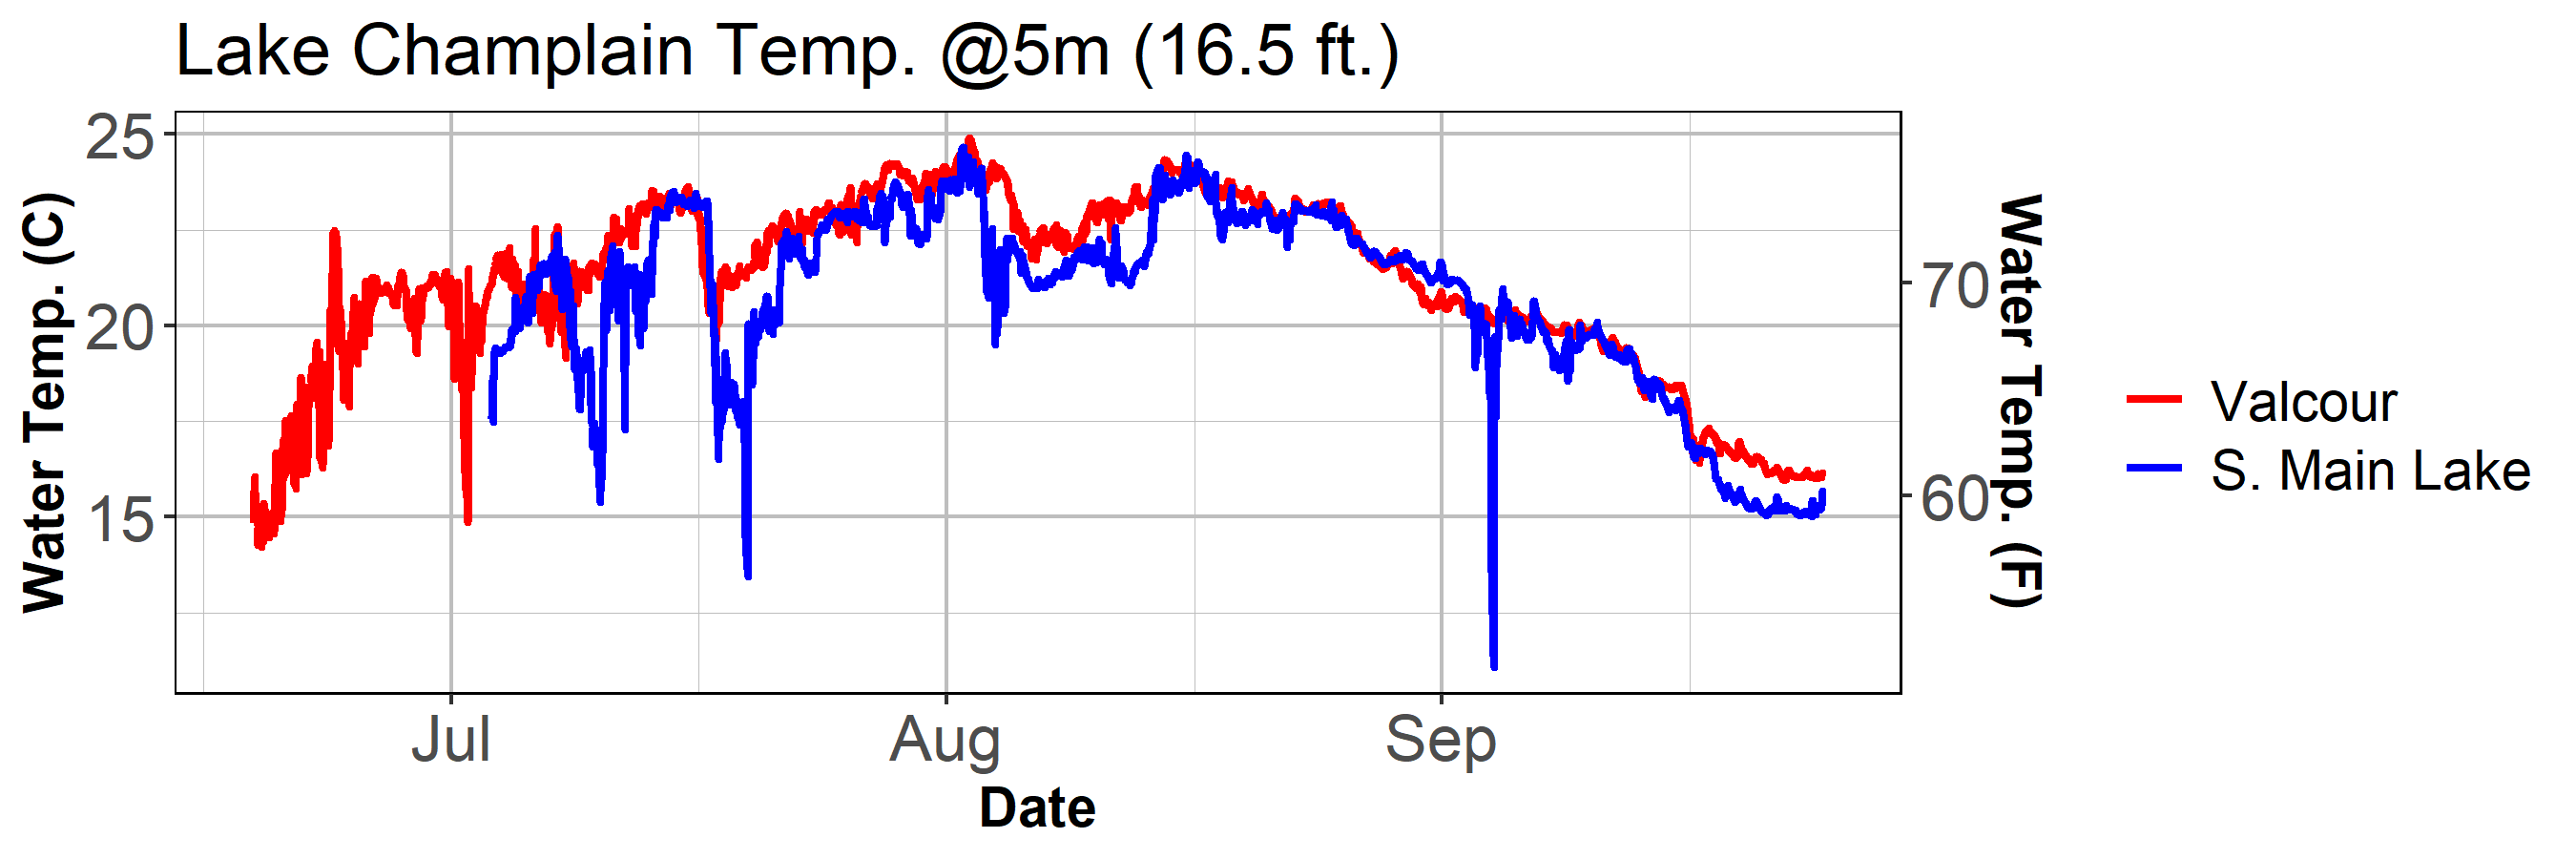 Lake Champlain Temp. @5m (16.5 ft.)
Water Temp. (C)
25
20
15
70
60
Water Temp. (F)
Jul
Aug
Sep
Date
Valcour
S. Main Lake